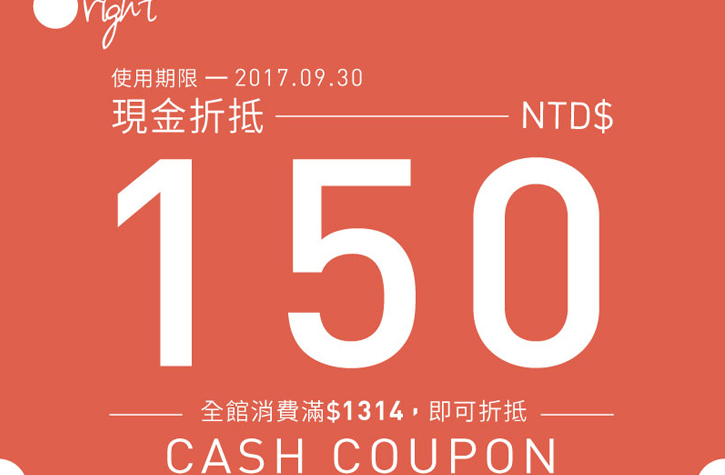 right
使用期限 — 2017.09.30
現金折抵 NTD$
150
全館消費滿$1314，即可折抵
CASH COUPON